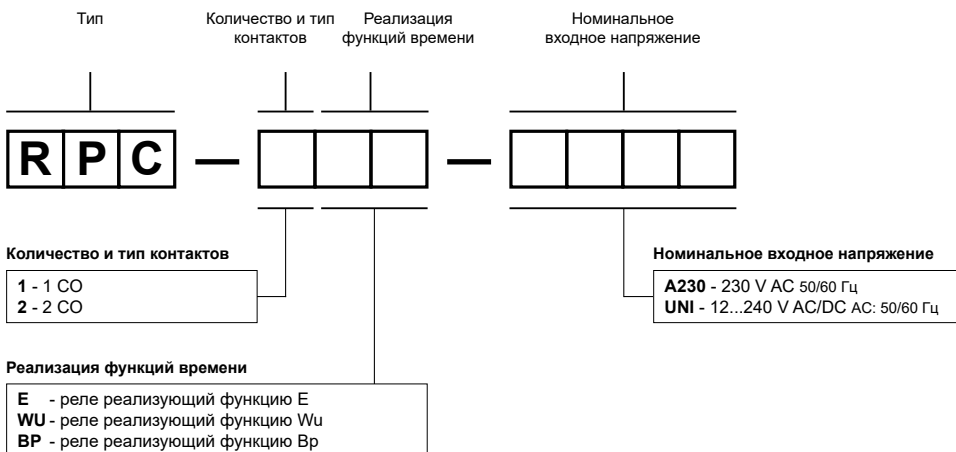 Тип
Количество и тип
контактов
Реализация
функций времени
Номинальное
входное напряжение
R P C — —
Количество и тип контактов
1 - 1 CO
2 - 2 CO
Номинальное входное напряжение
A230 - 230 V AC 50/60 Гц
UNI - 12...240 V AC/DC AC: 50/60 Гц
Реализация функций времени
E - реле реализующий функцию E
WU - реле реализующий функцию Wu
BP - реле реализующий функцию Bp